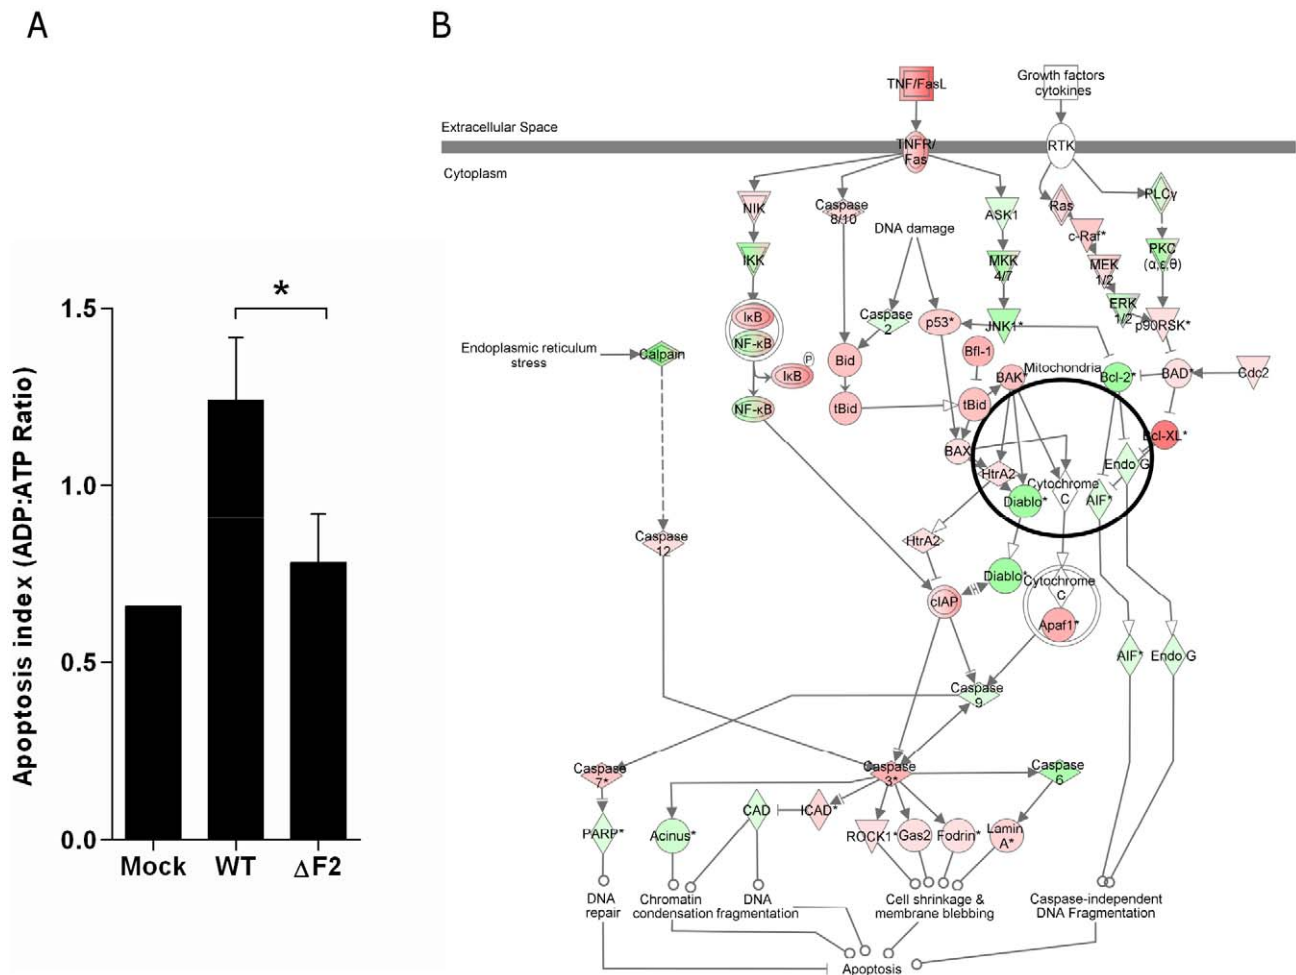 A
B
*
1.5
1.0
0.5
0.0
Apoptosis index (ADP:ATP Ratio)
Mock
WT
ΔF2
TNF/FasL
Growth factors
cytokines
Extracellular Space
TNFR/
Fas
RTK
Cytoplasm
NIK
Caspase
8/10
ASK1
Ras
PLCγ
DNA damage
c-Raf*
IKK
MKK
4/7
MEK
1/2
PKC
(α,ε,θ)
ERK
1/2
IκB
NF-κB
Caspase
2
p53*
JNK1*
p90RSK*
Endoplasmic reticulum
stress
Calpain
Bid
Bfl-1
P
IκB
BAK*
Mitochondria
Bcl-2*
BAD*
Cdc2
NF-κB
tBid
tBid
BAX
Bcl-XL*
Endo G
HtrA2
Cytochrome
C
Diablo*
AIF*
Caspase
12
HtrA2
Diablo*
Cytochrome
C
cIAP
Apaf1*
AIF*
Endo G
Caspase
9
Caspase
7*
Caspase
3*
Caspase
6
PARP*
Acinus*
CAD
ICAD*
ROCK1*
Gas2
Fodrin*
Lamin
A*
DNA
repair
Chromatin
condensation
DNA
fragmentation
Cell shrinkage &
membrane blebbing
Caspase-independent
DNA Fragmentation
Apoptosis